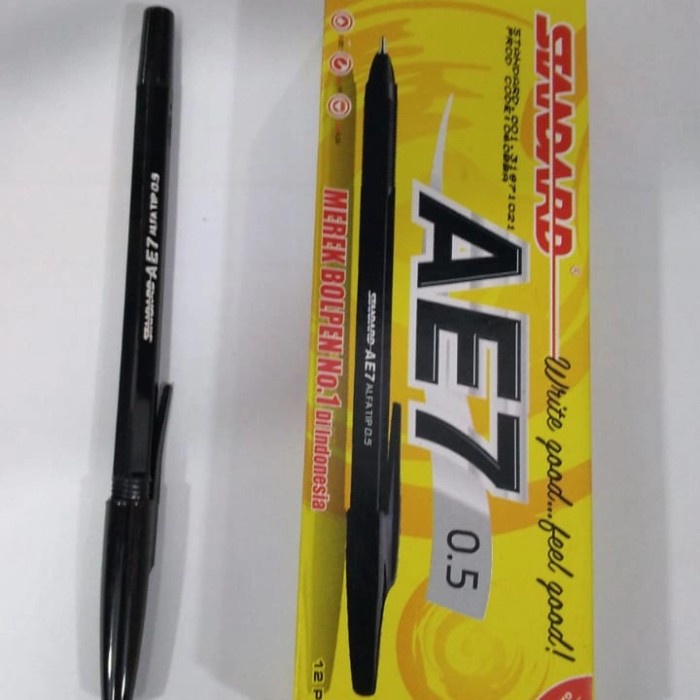 STANDARD AE7 ALFATIP 0.5
STANDARD
Write good...feel good!
AE7
0.5
STANDARD AE7 ALFATIP 0.5
MEREK BOLPEN No.1 Di Indonesia
12 P